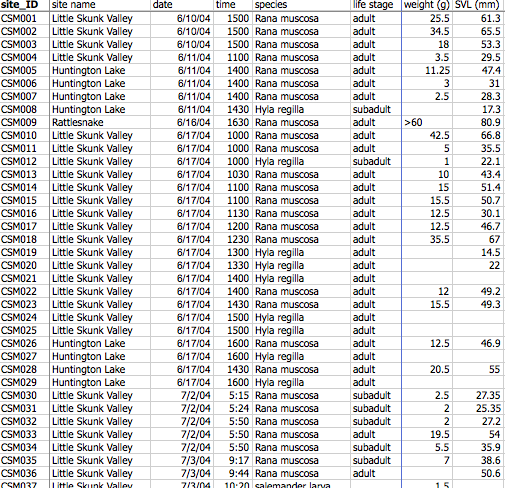 site_ID site name date time species life stage weight (g) SVL (mm)
CSM001 Little Skunk Valley 6/10/04 1500 Rana muscosa adult 25.5 61.3
CSM002 Little Skunk Valley 6/10/04 1500 Rana muscosa adult 34.5 65.5
CSM003 Little Skunk Valley 6/10/04 1500 Rana muscosa adult 18 53.3
CSM004 Little Skunk Valley 6/11/04 1100 Rana muscosa adult 3.5 29.5
CSM005 Huntington Lake 6/11/04 1400 Rana muscosa adult 11.25 47.4
CSM006 Huntington Lake 6/11/04 1400 Rana muscosa adult 3 31
CSM007 Huntington Lake 6/11/04 1400 Rana muscosa adult 2.5 28.3
CSM008 Huntington Lake 6/11/04 1430 Hyla regilla subadult 17.3
CSM009 Rattlesnake 6/16/04 1630 Rana muscosa adult >60 80.9
CSM010 Little Skunk Valley 6/17/04 1000 Rana muscosa adult 42.5 66.8
CSM011 Little Skunk Valley 6/17/04 1000 Rana muscosa adult 5 35.5
CSM012 Little Skunk Valley 6/17/04 1000 Hyla regilla subadult 1 22.1
CSM013 Little Skunk Valley 6/17/04 1030 Rana muscosa adult 10 43.4
CSM014 Little Skunk Valley 6/17/04 1100 Rana muscosa adult 15 51.4
CSM015 Little Skunk Valley 6/17/04 1100 Rana muscosa adult 15.5 50.7
CSM016 Little Skunk Valley 6/17/04 1130 Rana muscosa adult 12.5 30.1
CSM017 Little Skunk Valley 6/17/04 1200 Rana muscosa adult 12.5 46.7
CSM018 Little Skunk Valley 6/17/04 1230 Rana muscosa adult 35.5 67
CSM019 Little Skunk Valley 6/17/04 1300 Hyla regilla adult 14.5
CSM020 Little Skunk Valley 6/17/04 1330 Hyla regilla adult 22
CSM021 Little Skunk Valley 6/17/04 1400 Hyla regilla adult
CSM022 Little Skunk Valley 6/17/04 1400 Rana muscosa adult 12 49.2
CSM023 Little Skunk Valley 6/17/04 1430 Rana muscosa adult 15.5 49.3
CSM024 Little Skunk Valley 6/17/04 1500 Hyla regilla adult
CSM025 Little Skunk Valley 6/17/04 1500 Hyla regilla adult
CSM026 Huntington Lake 6/17/04 1600 Rana muscosa adult 12.5 46.9
CSM027 Huntington Lake 6/17/04 1600 Hyla regilla adult
CSM028 Huntington Lake 6/17/04 1430 Rana muscosa adult 20.5 55
CSM029 Huntington Lake 6/17/04 1600 Hyla regilla adult
CSM030 Little Skunk Valley 7/2/04 5:15 Rana muscosa subadult 2.5 27.35
CSM031 Little Skunk Valley 7/2/04 5:24 Rana muscosa subadult 2 25.35
CSM032 Little Skunk Valley 7/2/04 5:50 Rana muscosa subadult 2 27.2
CSM033 Little Skunk Valley 7/2/04 5:50 Rana muscosa adult 19.5 54
CSM034 Little Skunk Valley 7/2/04 5:50 Rana muscosa subadult 5.5 35.9
CSM035 Little Skunk Valley 7/3/04 9:17 Rana muscosa subadult 7 38.6
CSM036 Little Skunk Valley 7/3/04 9:44 Rana muscosa adult 50.6
CSM037 Little Skunk Valley 7/3/04 10:20 salemander larva 1.5